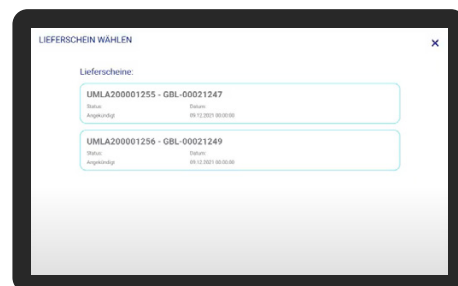 LIEFERSCHEIN WÄHLEN
Lieferscheine:
UMLA200001255 - GBL-00021247
Status Datum
Angekündigt 09.12.2021 00:00:00
UMLA200001256 - GBL-00021249
Status Datum
Angekündigt 09.12.2021 00:00:00